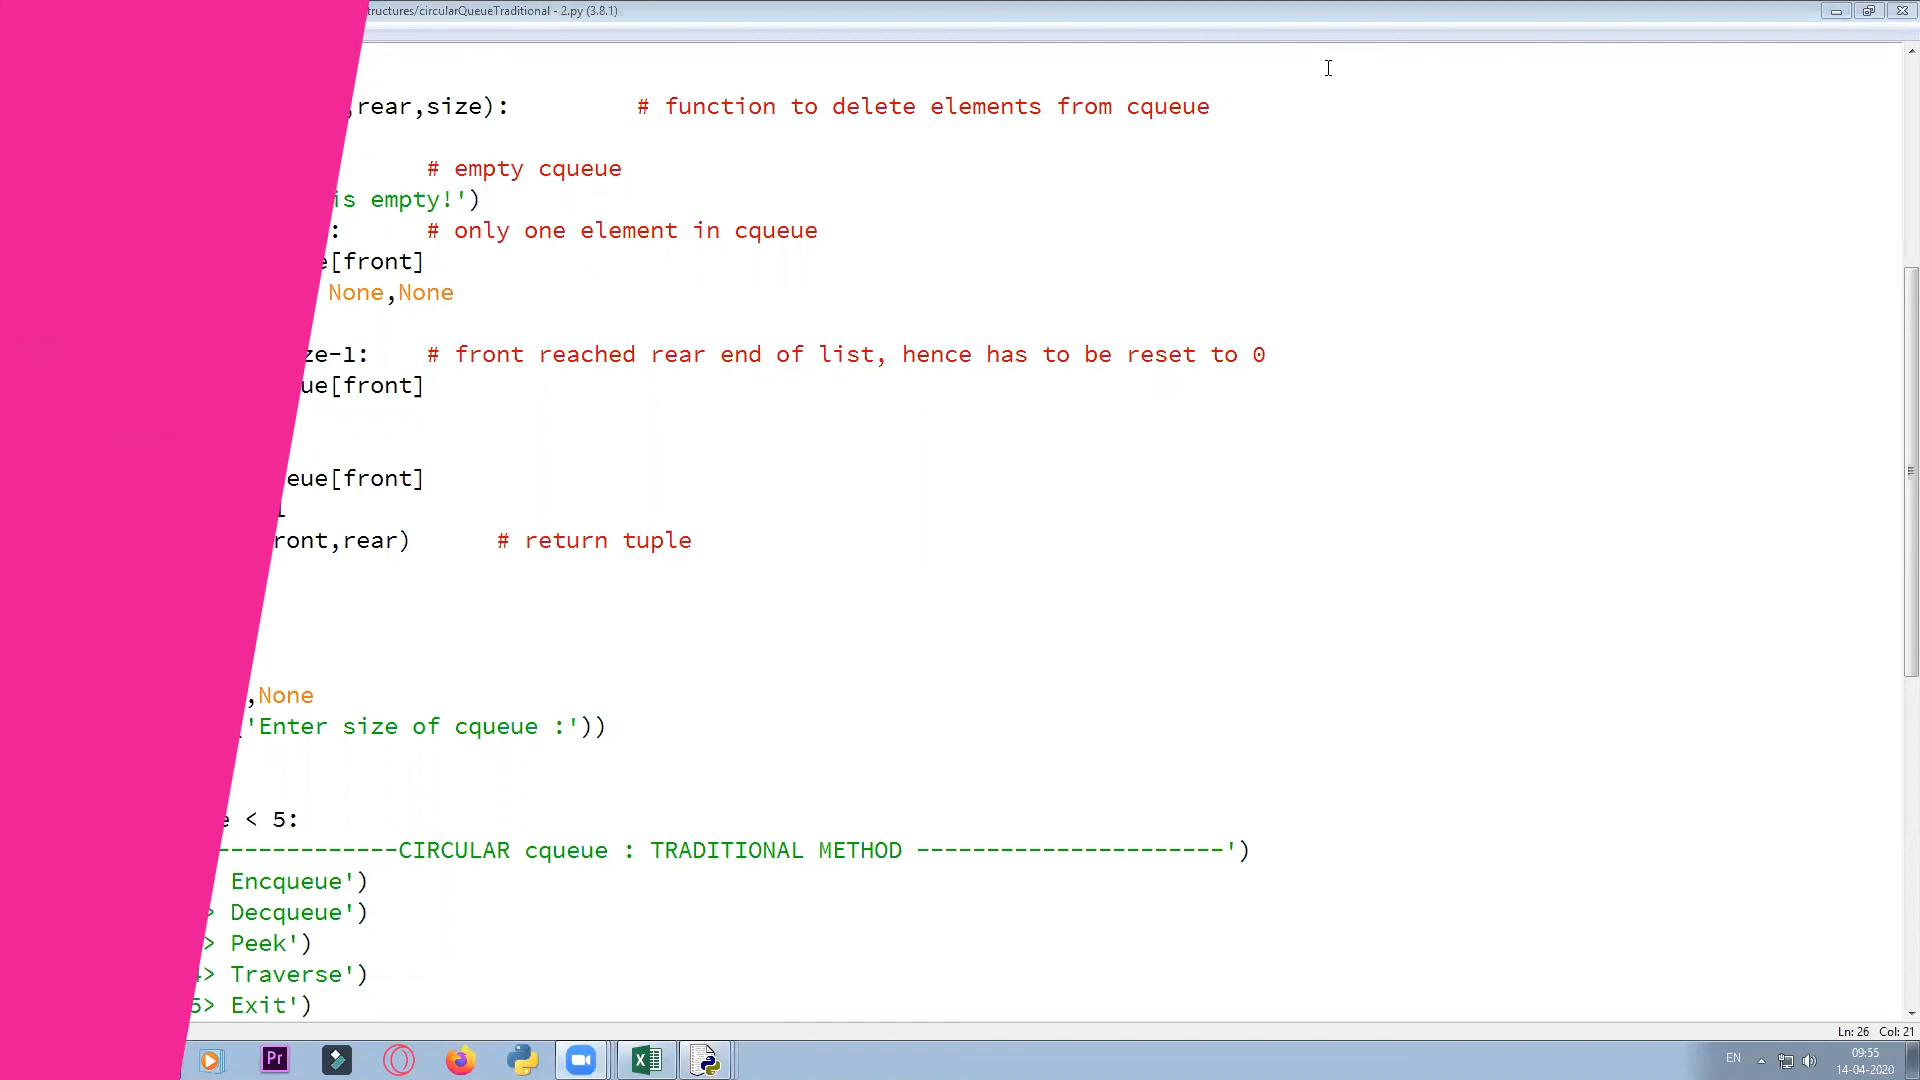 tructures/circularQueueTraditional - 2.py (3.8.1)
,rear,size): # function to delete elements from cqueue
# empty cqueue
is empty!')
: # only one element in cqueue
e[front]
None,None
ze-1: # front reached rear end of list, hence has to be reset to 0
ue[front]
eue[front]
ront,rear) # return tuple
,None
('Enter size of cqueue :'))
e < 5:
-------------CIRCULAR cqueue : TRADITIONAL METHOD ----------------------')
Encqueue')
> Decqueue')
> Peek')
4> Traverse')
5> Exit')
Ln: 26 Col: 21
Pr
EN
09:55
14-04-2020